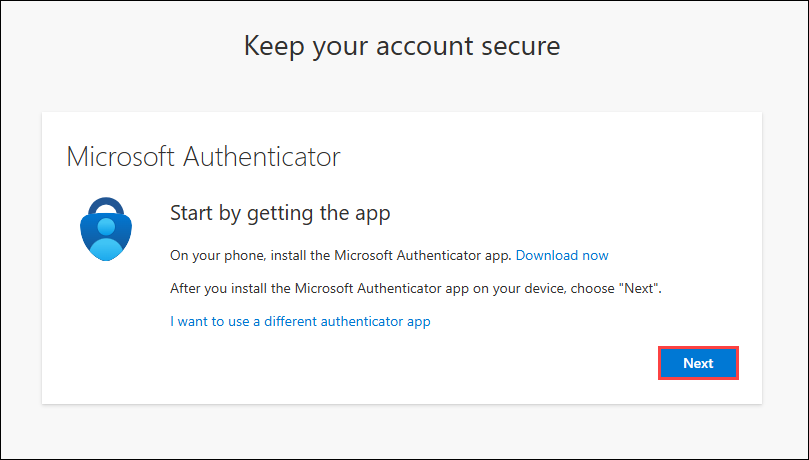 Keep your account secure
Microsoft Authenticator
Start by getting the app
On your phone, install the Microsoft Authenticator app. Download now
After you install the Microsoft Authenticator app on your device, choose "Next".
I want to use a different authenticator app
Next